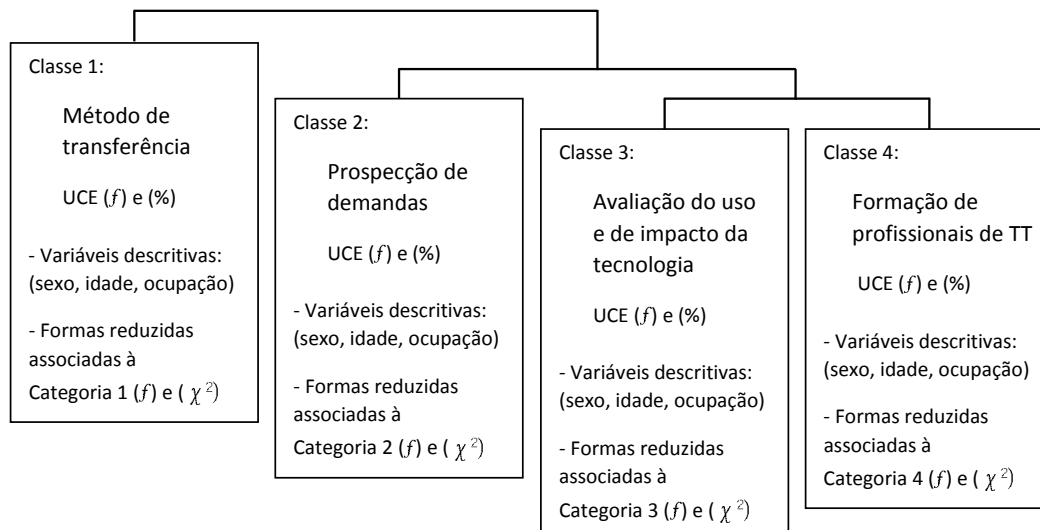 Classe 1:
Método de
transferência
UCE (f) e (%)
- Variáveis descritivas:
(sexo, idade, ocupação)
- Formas reduzidas
associadas à
Categoria 1 (f) e ( χ²)
Classe 2:
Prospecção de
demandas
UCE (f) e (%)
- Variáveis descritivas:
(sexo, idade, ocupação)
- Formas reduzidas
associadas à
Categoria 2 (f) e ( χ²)
Classe 3:
Avaliação do uso
e de impacto da
tecnologia
UCE (f) e (%)
- Variáveis descritivas:
(sexo, idade, ocupação)
- Formas reduzidas
associadas à
Categoria 3 (f) e ( χ²)
Classe 4:
Formação de
profissionais de TT
UCE (f) e (%)
- Variáveis descritivas:
(sexo, idade, ocupação)
- Formas reduzidas
associadas à
Categoria 4 (f) e ( χ²)